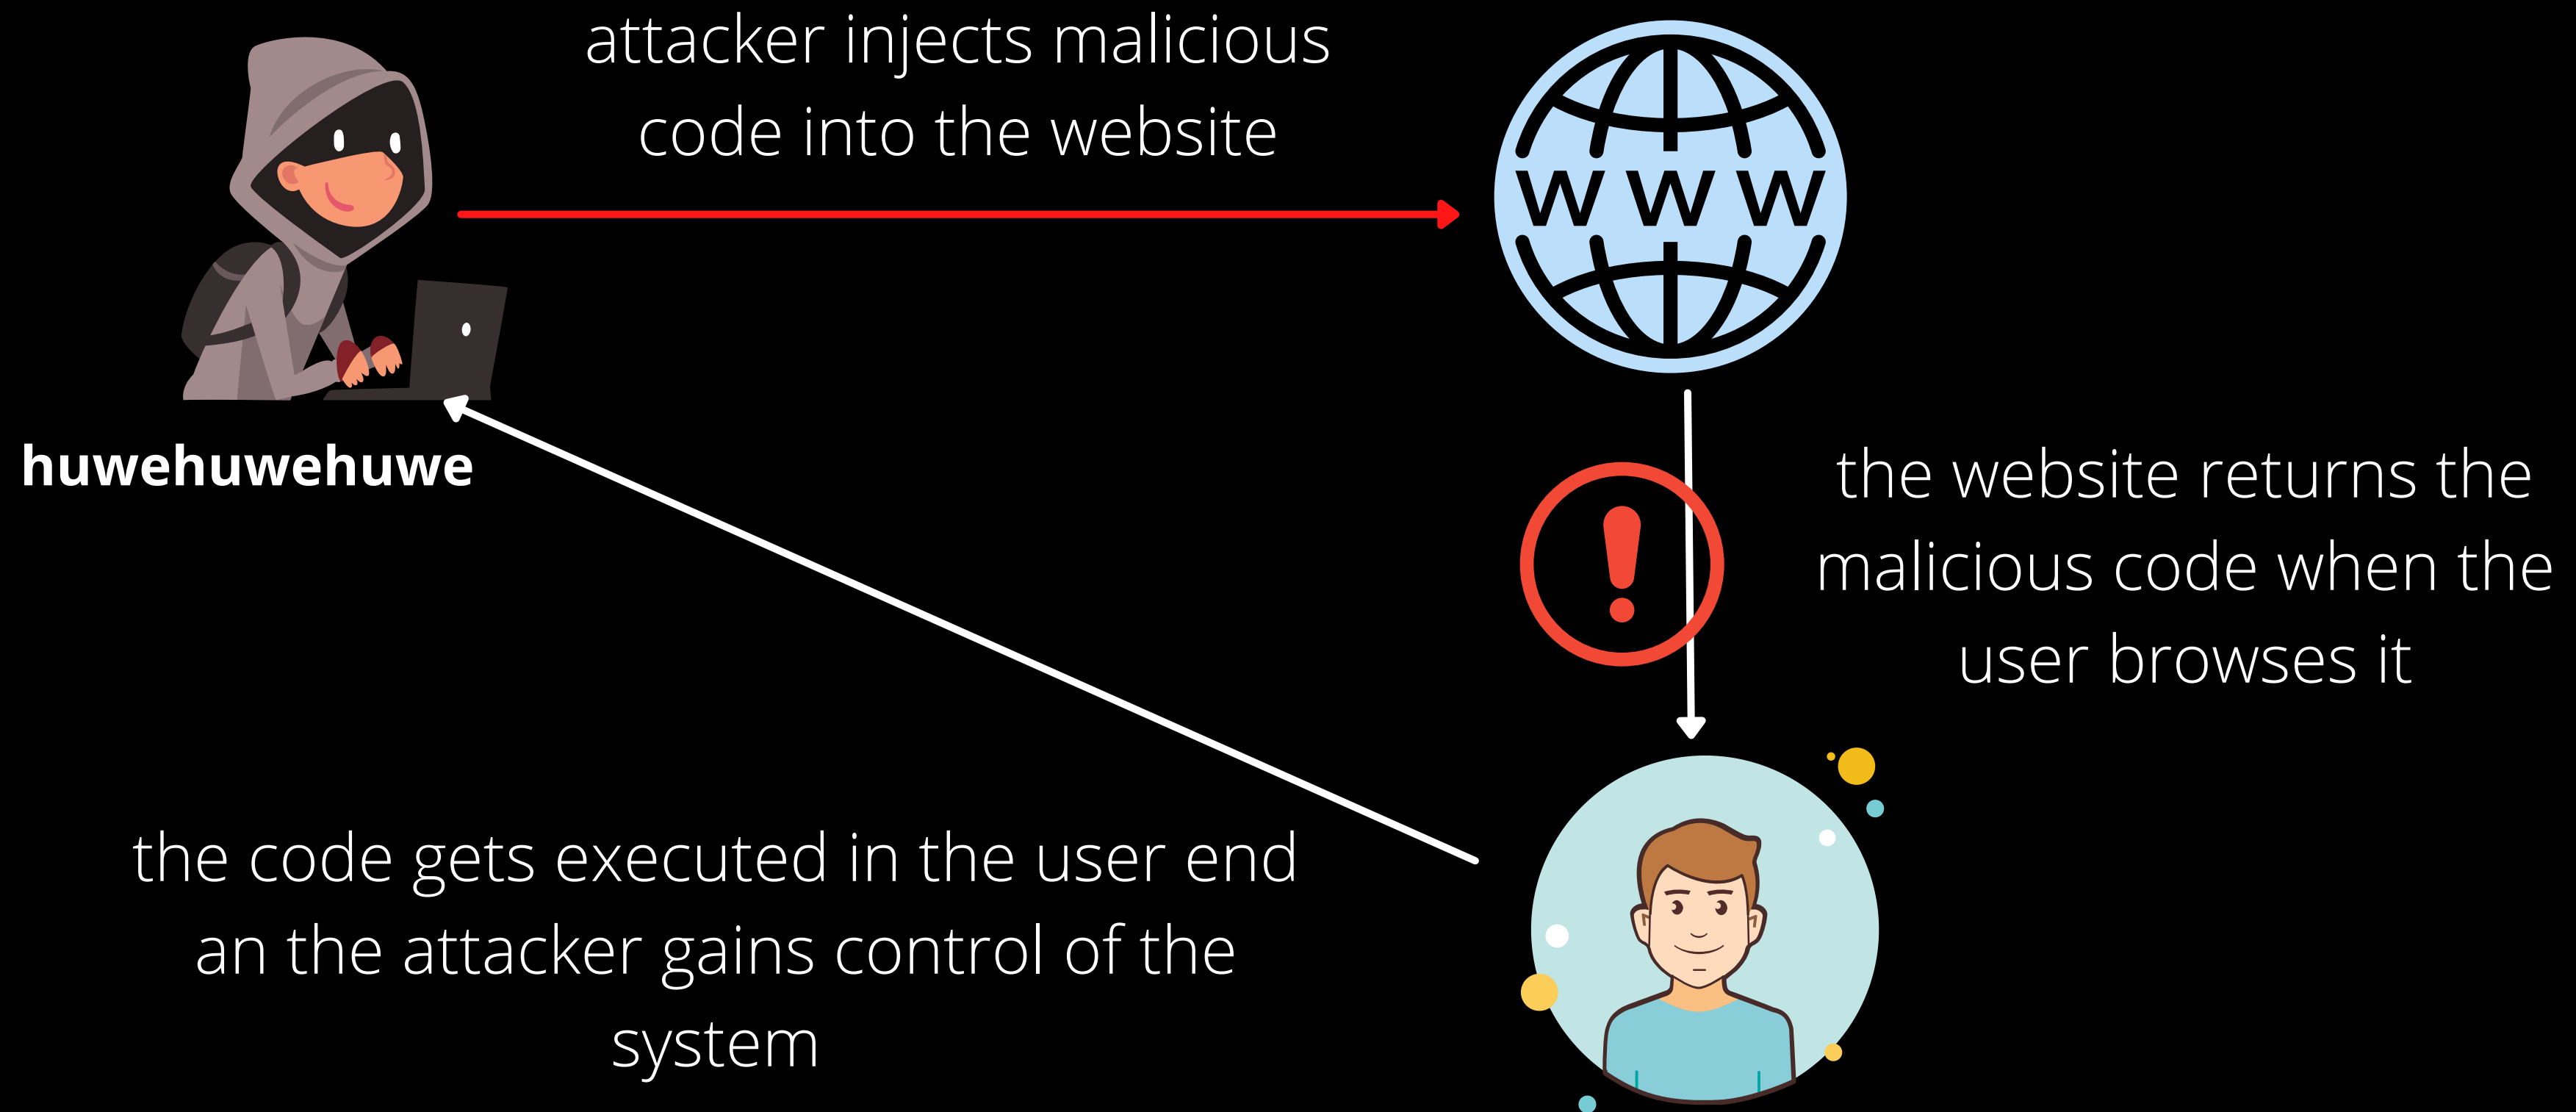 attacker injects malicious
code into the website
W W W
huwehuwehuwe
the website returns the
malicious code when the
user browses it
the code gets executed in the user end
an the attacker gains control of the
system